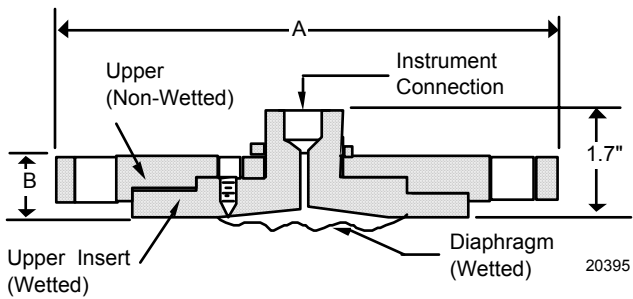 A
Instrument
Connection
Upper
(Non-Wetted)
B
1.7"
Upper Insert
(Wetted)
Diaphragm
(Wetted)
20395